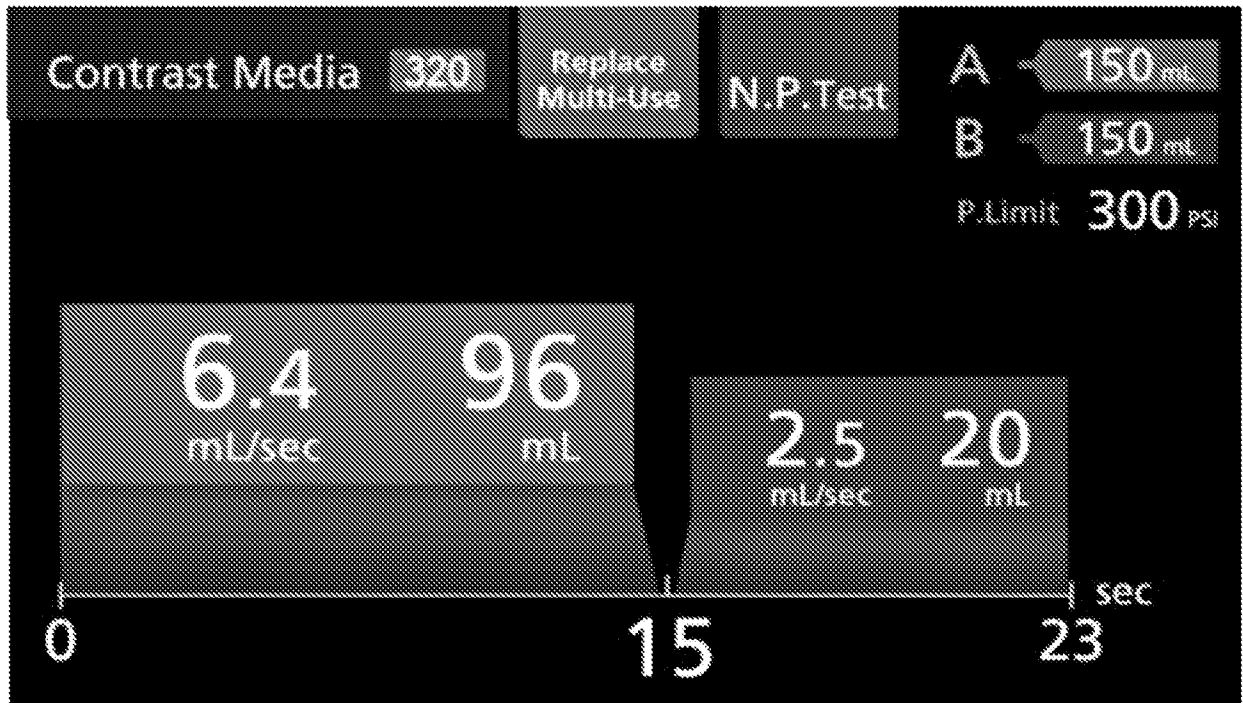 Contrast Media 320
Replace
Multi-Use
N.P.Test
A 150 mL
B 150 mL
P.Limit 300 PSI
6.4 96
mL/sec mL
2.5 20
mL/sec mL
sec
0 15 23